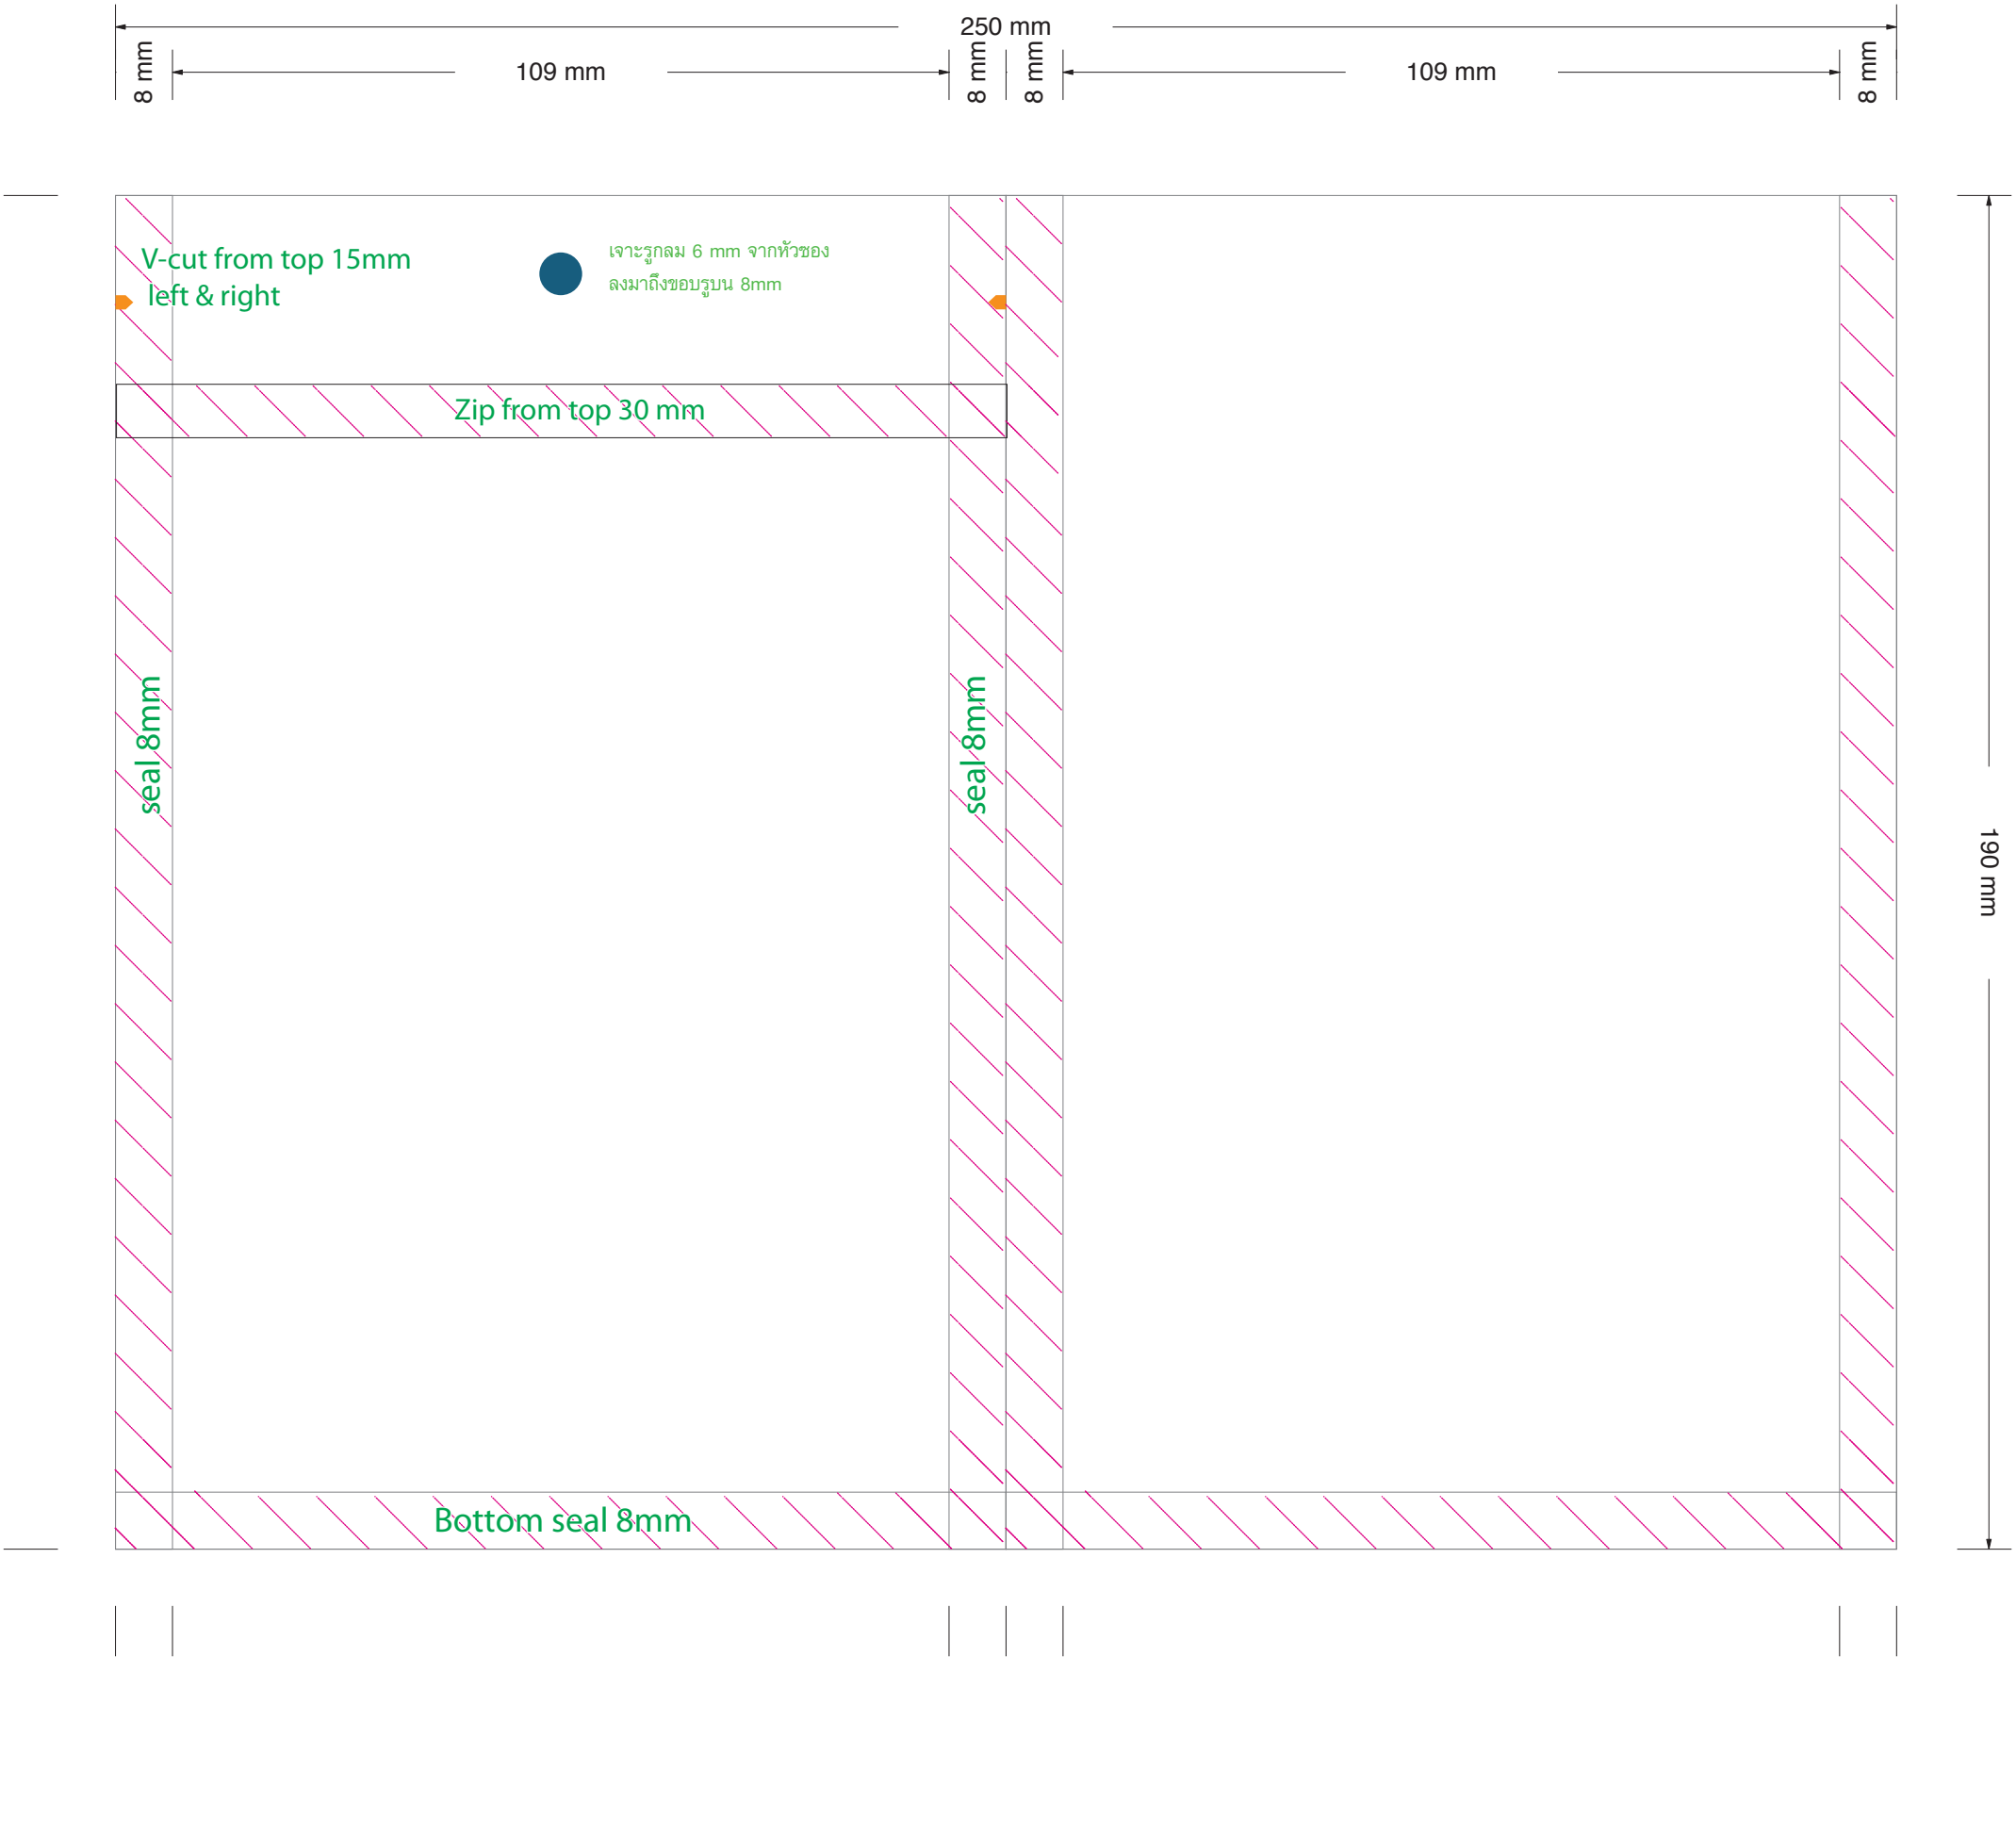 250 mm
8 mm
109 mm
8 mm
8 mm
109 mm
8 mm
V-cut from top 15mm
left & right
เจาะรูกลม 6 mm จากหัวซอง
ลงมาถึงขอบรูบน 8mm
Zip from top 30 mm
seal 8mm
seal 8mm
190 mm
Bottom seal 8mm